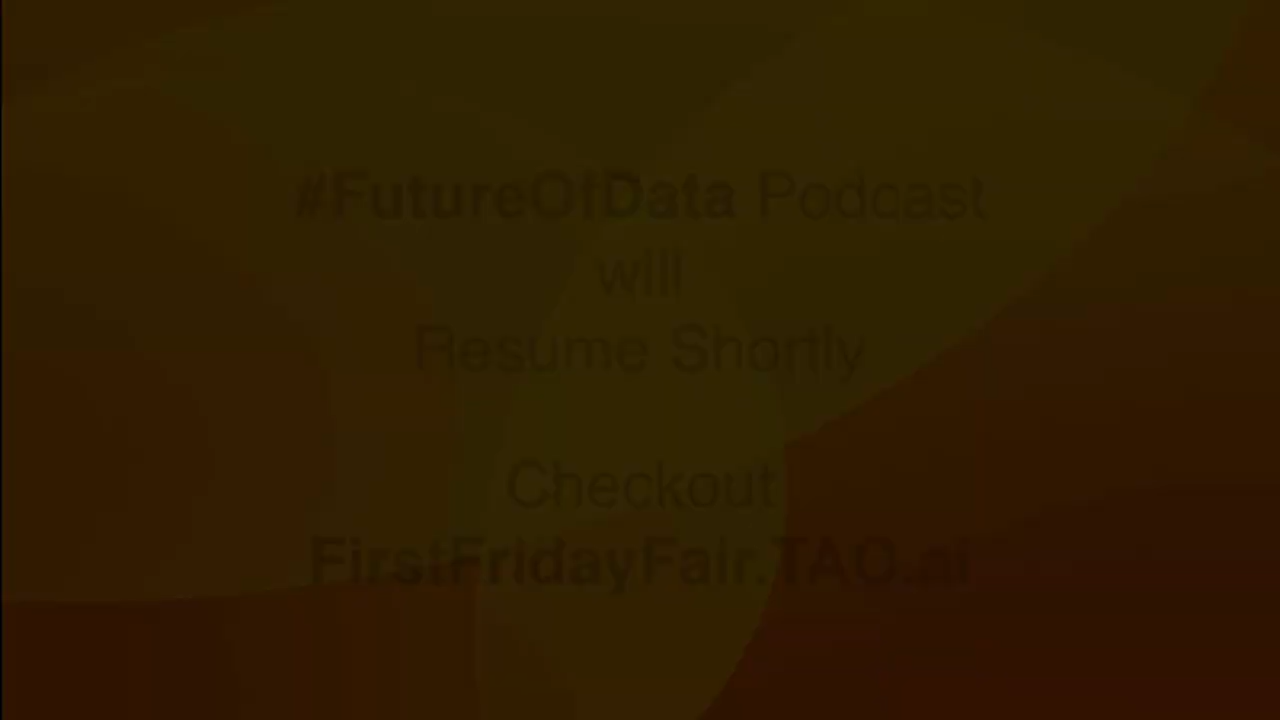 #FutureOfData Podcast
will
Resume Shortly
Checkout
FirstFridayFair.TAO.ai